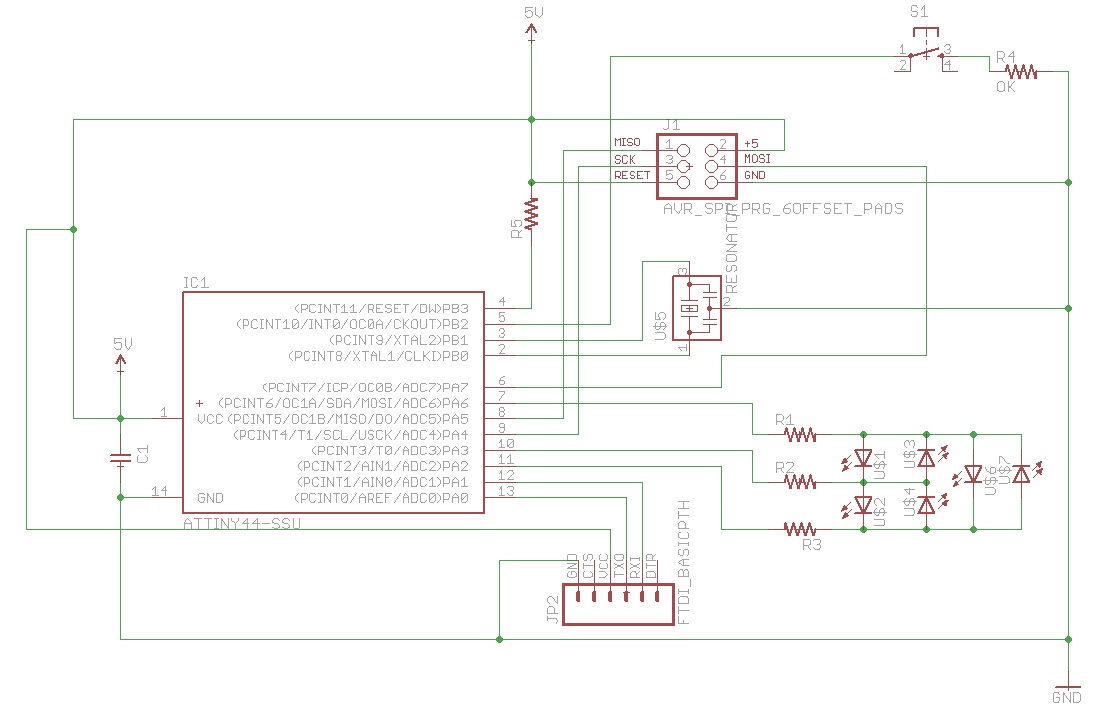 5V
S1
1 3
2 4
R4
0K
J1
MISO 1 2 +5
SCK 3 4 MOSI
RESET 5 6 GND
AVR_SPI_PRG_6OFFSET_PADS
R5
RESONATOR
3
2
U$5
1
IC1
(PCINT11/RESET/DW)PB3 4
(PCINT10/INT0/OC0A/CKOUT)PB2 5
(PCINT9/XTAL2)PB1 3
(PCINT8/XTAL1/CLKI)PB0 2
5V
(PCINT7/ICP/OC0B/ADC7)PA7 6
(PCINT6/OC1A/SDA/MOSI/ADC6)PA6 7
1 VCC (PCINT5/OC1B/MISO/DO/ADC5)PA5 8
(PCINT4/T1/SCL/USCK/ADC4)PA4 9
(PCINT3/T0/ADC3)PA3 10
(PCINT2/AIN1/ADC2)PA2 11
(PCINT1/AIN0/ADC1)PA1 12
14 GND (PCINT0/AREF/ADC0)PA0 13
C1
ATTINY44-SSU
R1
R2
R3
U$1
U$3
U$2
U$4
U$6
U$7
GND
CTS
VCC
TXO
RXI
DTR
JP2
FTDI_BASICPTH
GND